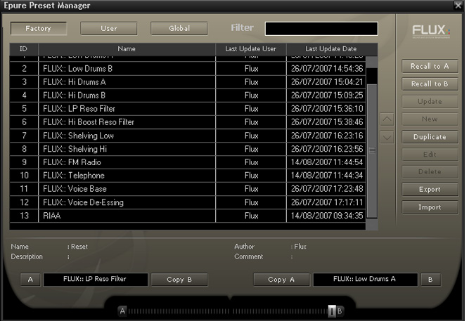 Epure Preset Manager
Factory User Global Filter
FLUX::
ID Name Last Update User Last Update Date
2 FLUX:: Low Drums B Flux 26/07/2007 14:54:36
3 FLUX:: Hi Drums A Flux 26/07/2007 15:04:21
4 FLUX:: Hi Drums B Flux 26/07/2007 15:09:25
5 FLUX:: LP Reso Filter Flux 26/07/2007 15:36:10
6 FLUX:: Hi Boost Reso Filter Flux 26/07/2007 15:38:46
7 FLUX:: Shelving Low Flux 26/07/2007 16:23:16
8 FLUX:: Shelving Hi Flux 26/07/2007 16:23:56
9 FLUX:: FM Radio Flux 14/08/2007 11:44:54
10 FLUX:: Telephone Flux 14/08/2007 11:44:34
11 FLUX:: Voice Base Flux 26/07/2007 17:23:48
12 FLUX:: Voice De-Essing Flux 26/07/2007 17:17:11
13 RIAA Flux 14/08/2007 09:34:35
Recall to A
Recall to B
Update
New
Duplicate
Edit
Delete
Export
Import
Name : Reset Author : Flux
Description : Comment :
A FLUX:: LP Reso Filter Copy B Copy A FLUX:: Low Drums A B
A B